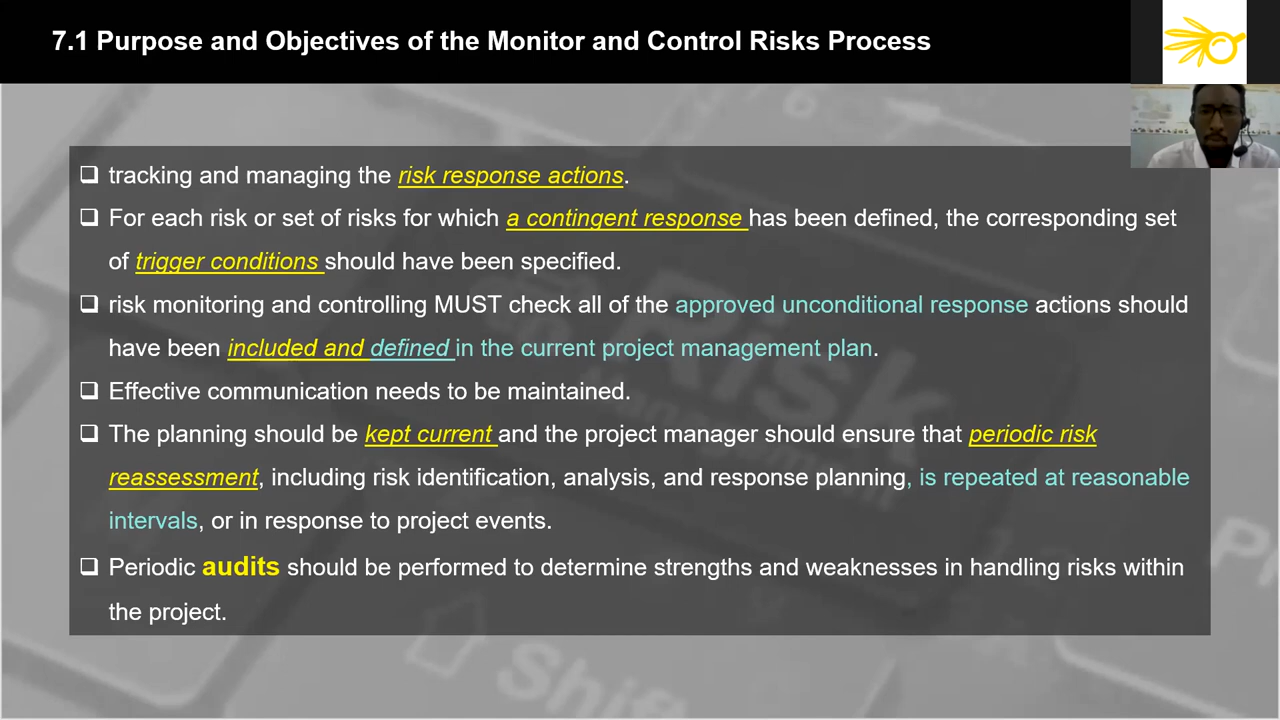 7.1 Purpose and Objectives of the Monitor and Control Risks Process
❑ tracking and managing the risk response actions.
❑ For each risk or set of risks for which a contingent response has been defined, the corresponding set
of trigger conditions should have been specified.
❑ risk monitoring and controlling MUST check all of the approved unconditional response actions should
have been included and defined in the current project management plan.
❑ Effective communication needs to be maintained.
❑ The planning should be kept current and the project manager should ensure that periodic risk
reassessment, including risk identification, analysis, and response planning, is repeated at reasonable
intervals, or in response to project events.
❑ Periodic audits should be performed to determine strengths and weaknesses in handling risks within
the project.
Risk
Shift